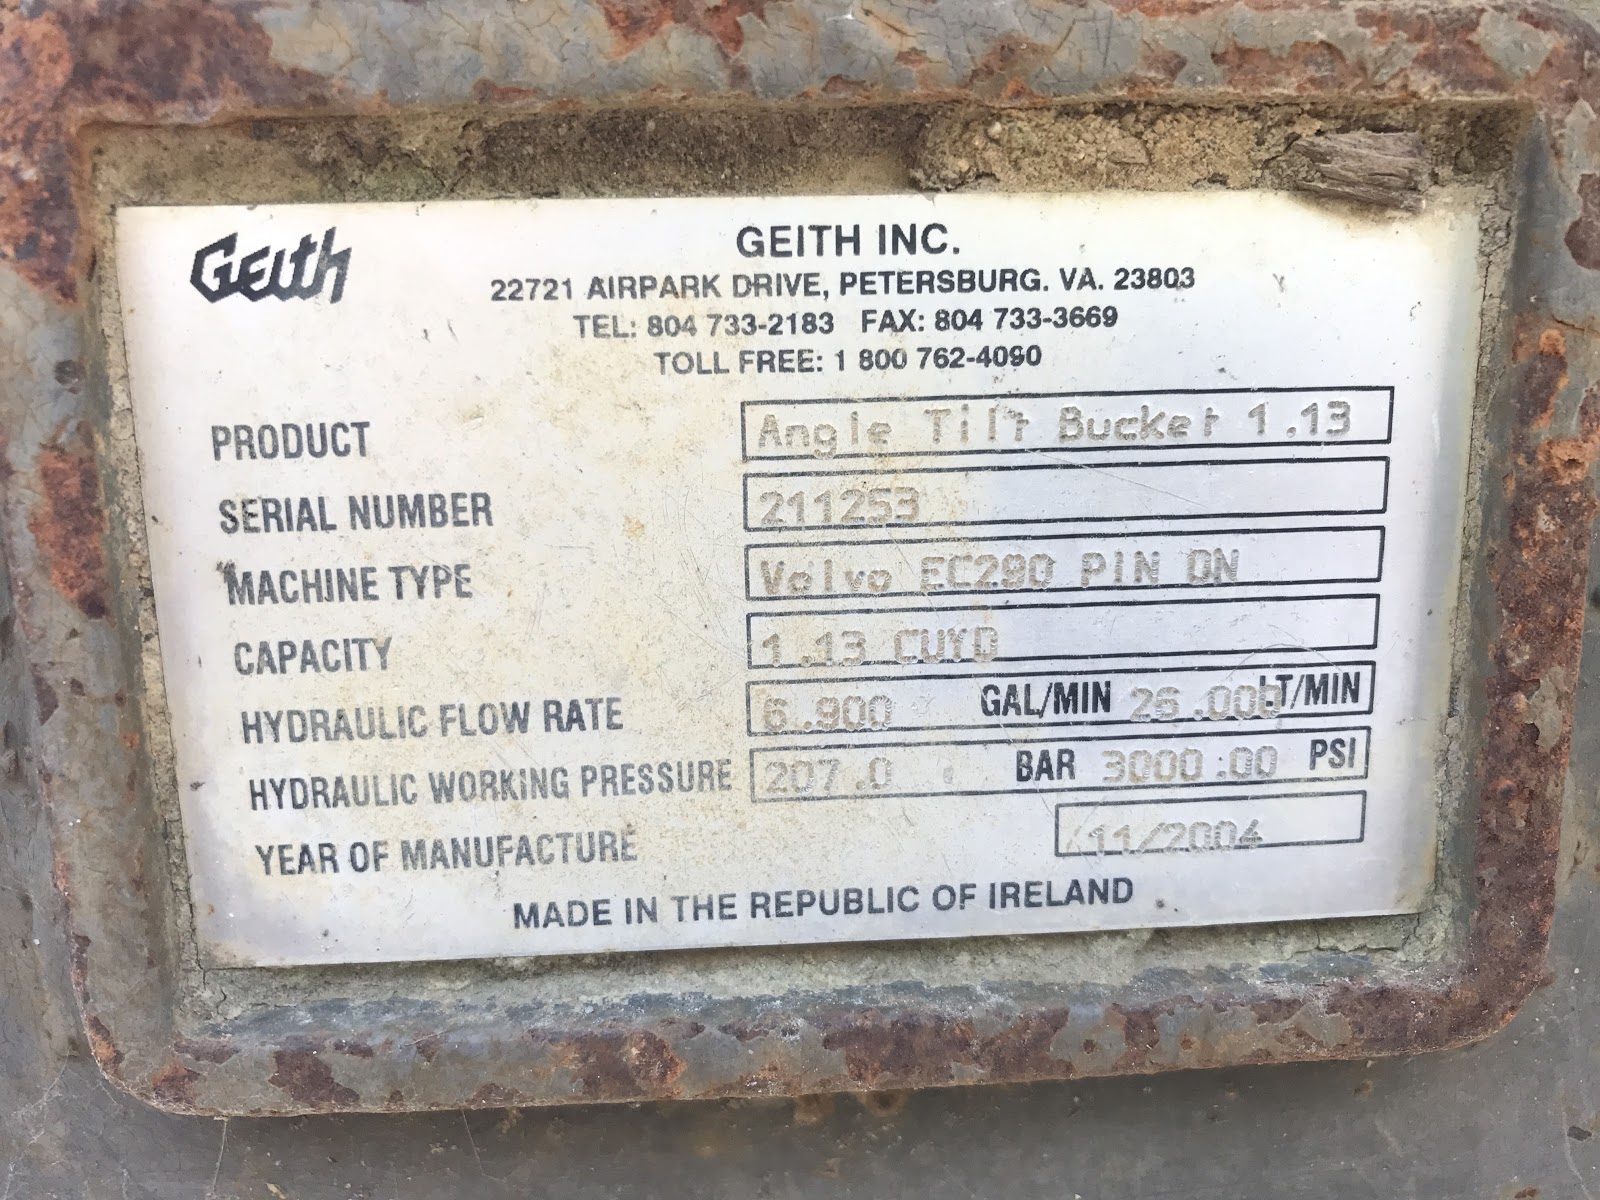 Geith
GEITH INC.
22721 AIRPARK DRIVE, PETERSBURG. VA. 23803
TEL: 804 733-2183 FAX: 804 733-3669
TOLL FREE: 1 800 762-4090
PRODUCT Angle Tilt Bucket 1.13
SERIAL NUMBER 211253
MACHINE TYPE Volvo EC290 PIN ON
CAPACITY 1.13 CUYD
HYDRAULIC FLOW RATE 6.900 GAL/MIN 26.000 LT/MIN
HYDRAULIC WORKING PRESSURE 207.0 BAR 3000.00 PSI
YEAR OF MANUFACTURE 11/2004
MADE IN THE REPUBLIC OF IRELAND